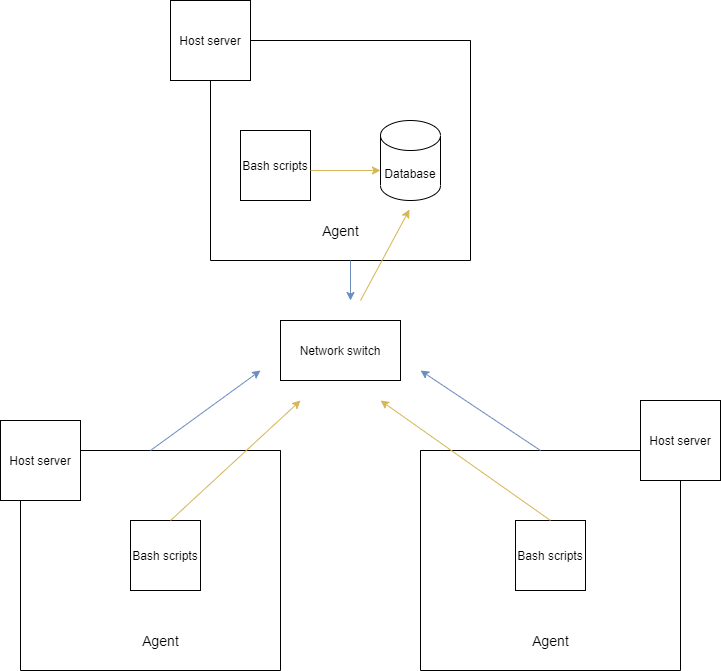 Host server
Bash scripts
Database
Agent
Network switch
Host server
Host server
Bash scripts
Bash scripts
Agent
Agent